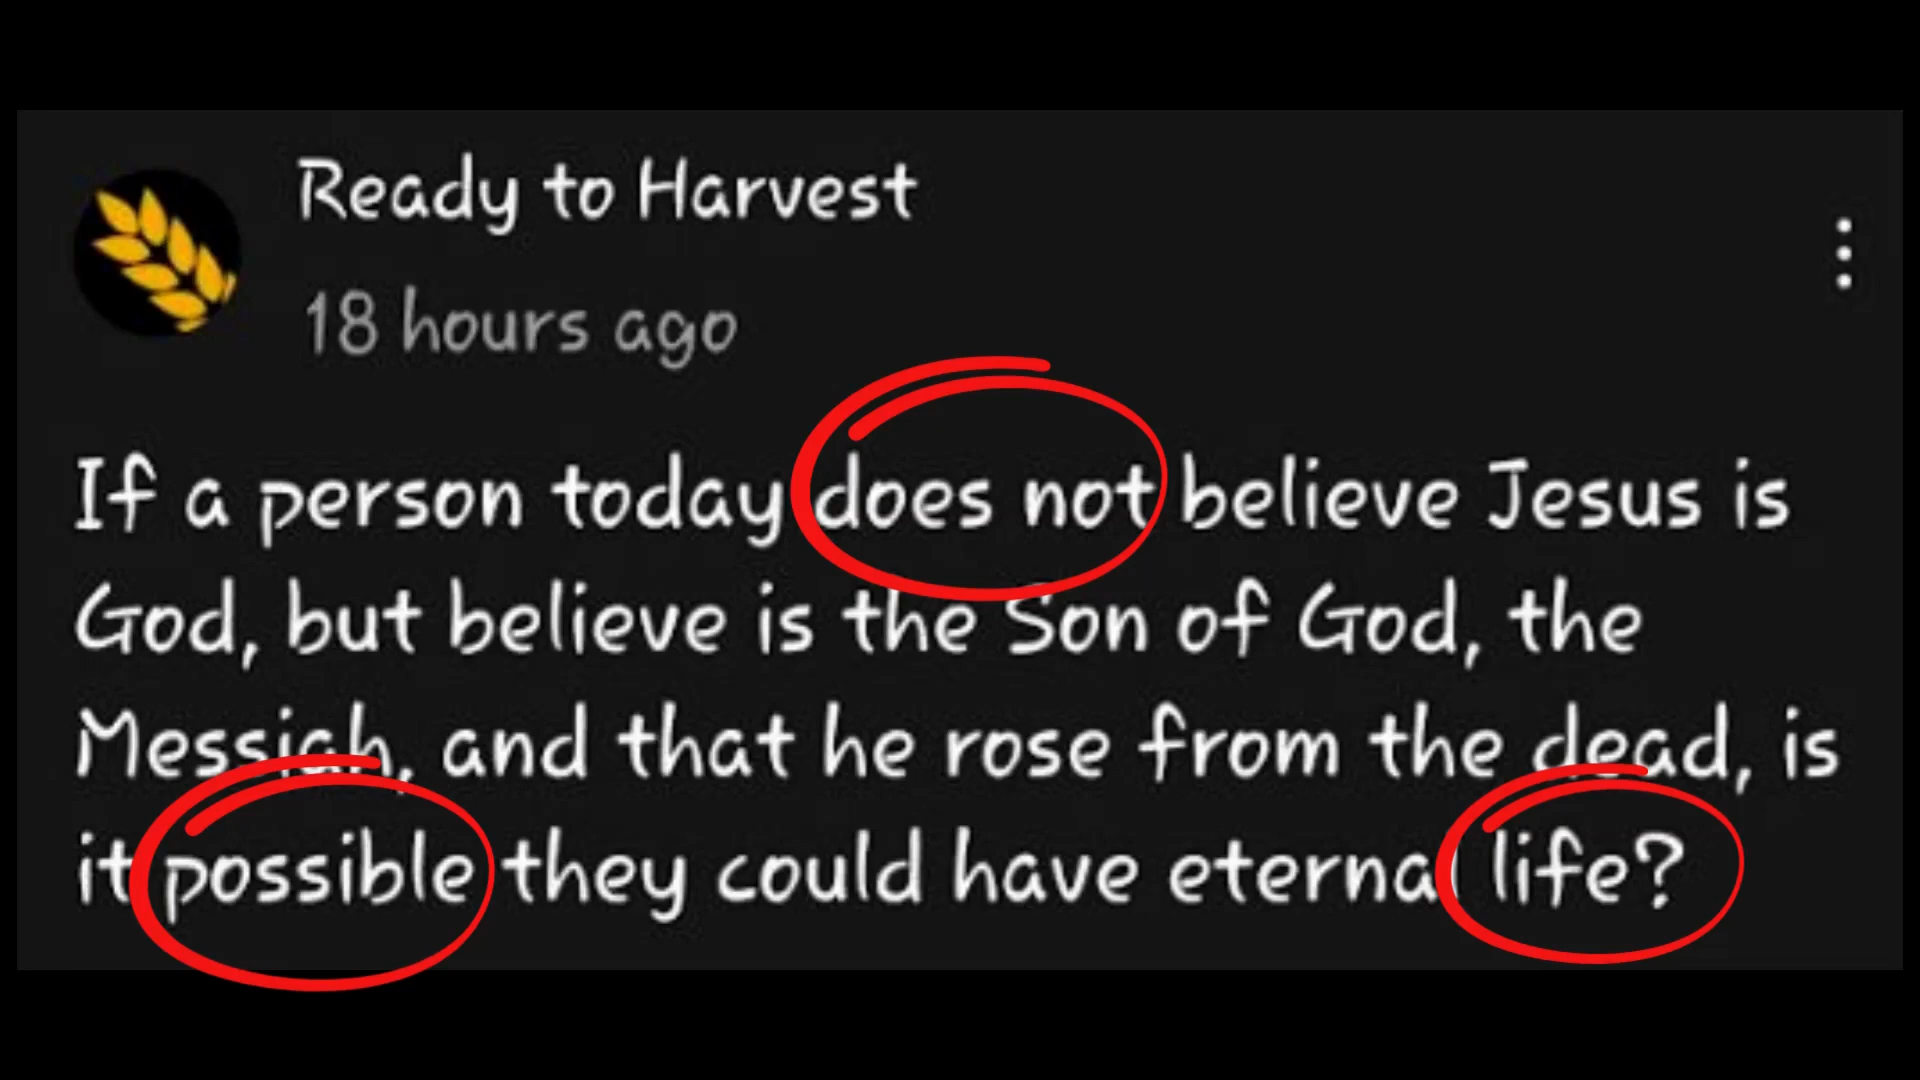 Ready to Harvest
18 hours ago
If a person today does not believe Jesus is
God, but believe is the Son of God, the
Messiah, and that he rose from the dead, is
it possible they could have eternal life?